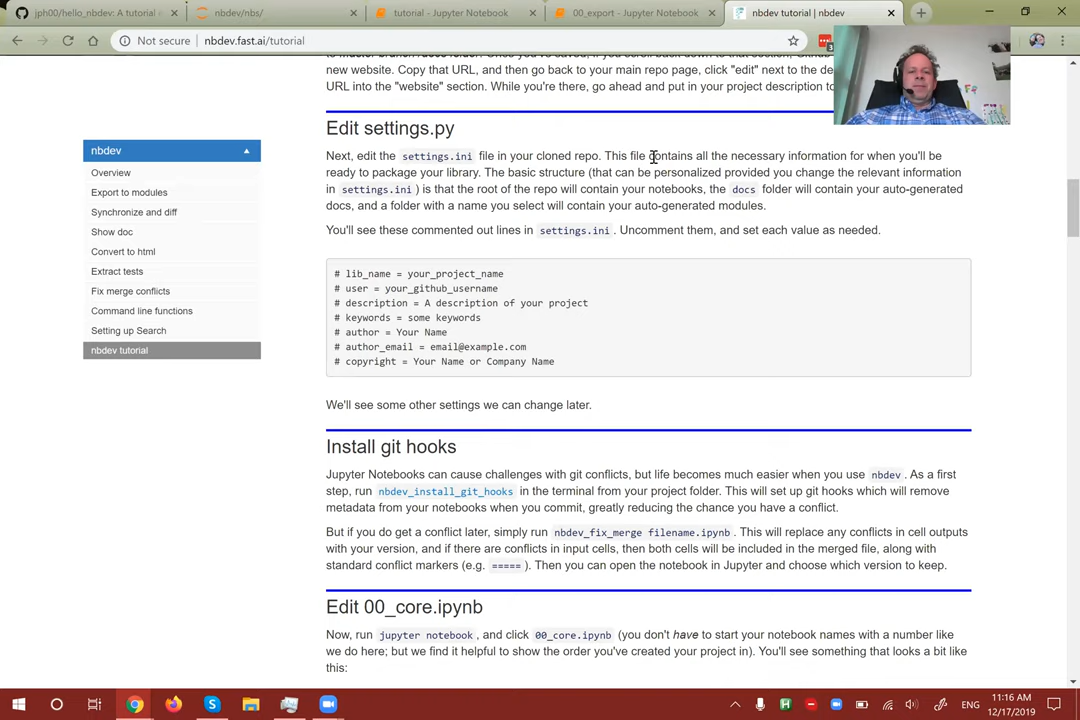 jph00/hello_nbdev: A tutorial
nbdev/nbs/
tutorial - Jupyter Notebook
00_export - Jupyter Notebook
nbdev tutorial | nbdev
Not secure
nbdev.fast.ai/tutorial
new website. Copy that URL, and then go back to your main repo page, click "edit" next to the
URL into the "website" section. While you're there, go ahead and put in your project description to
nbdev
Overview
Export to modules
Synchronize and diff
Show doc
Convert to html
Extract tests
Fix merge conflicts
Command line functions
Setting up Search
nbdev tutorial
Edit settings.py
Next, edit the settings.ini file in your cloned repo. This file contains all the necessary information for when you'll be
ready to package your library. The basic structure (that can be personalized provided you change the relevant information
in settings.ini ) is that the root of the repo will contain your notebooks, the docs folder will contain your auto-generated
docs, and a folder with a name you select will contain your auto-generated modules.
You'll see these commented out lines in settings.ini . Uncomment them, and set each value as needed.
# lib_name = your_project_name
# user = your_github_username
# description = A description of your project
# keywords = some keywords
# author = Your Name
# author_email = email@example.com
# copyright = Your Name or Company Name
We'll see some other settings we can change later.
Install git hooks
Jupyter Notebooks can cause challenges with git conflicts, but life becomes much easier when you use nbdev . As a first
step, run nbdev_install_git_hooks in the terminal from your project folder. This will set up git hooks which will remove
metadata from your notebooks when you commit, greatly reducing the chance you have a conflict.
But if you do get a conflict later, simply run nbdev_fix_merge filename.ipynb . This will replace any conflicts in cell outputs
with your version, and if there are conflicts in input cells, then both cells will be included in the merged file, along with
standard conflict markers (e.g. ===== ). Then you can open the notebook in Jupyter and choose which version to keep.
Edit 00_core.ipynb
Now, run jupyter notebook , and click 00_core.ipynb (you don't have to start your notebook names with a number like
we do here; but we find it helpful to show the order you've created your project in). You'll see something that looks a bit like
this:
ENG
11:16 AM
12/17/2019